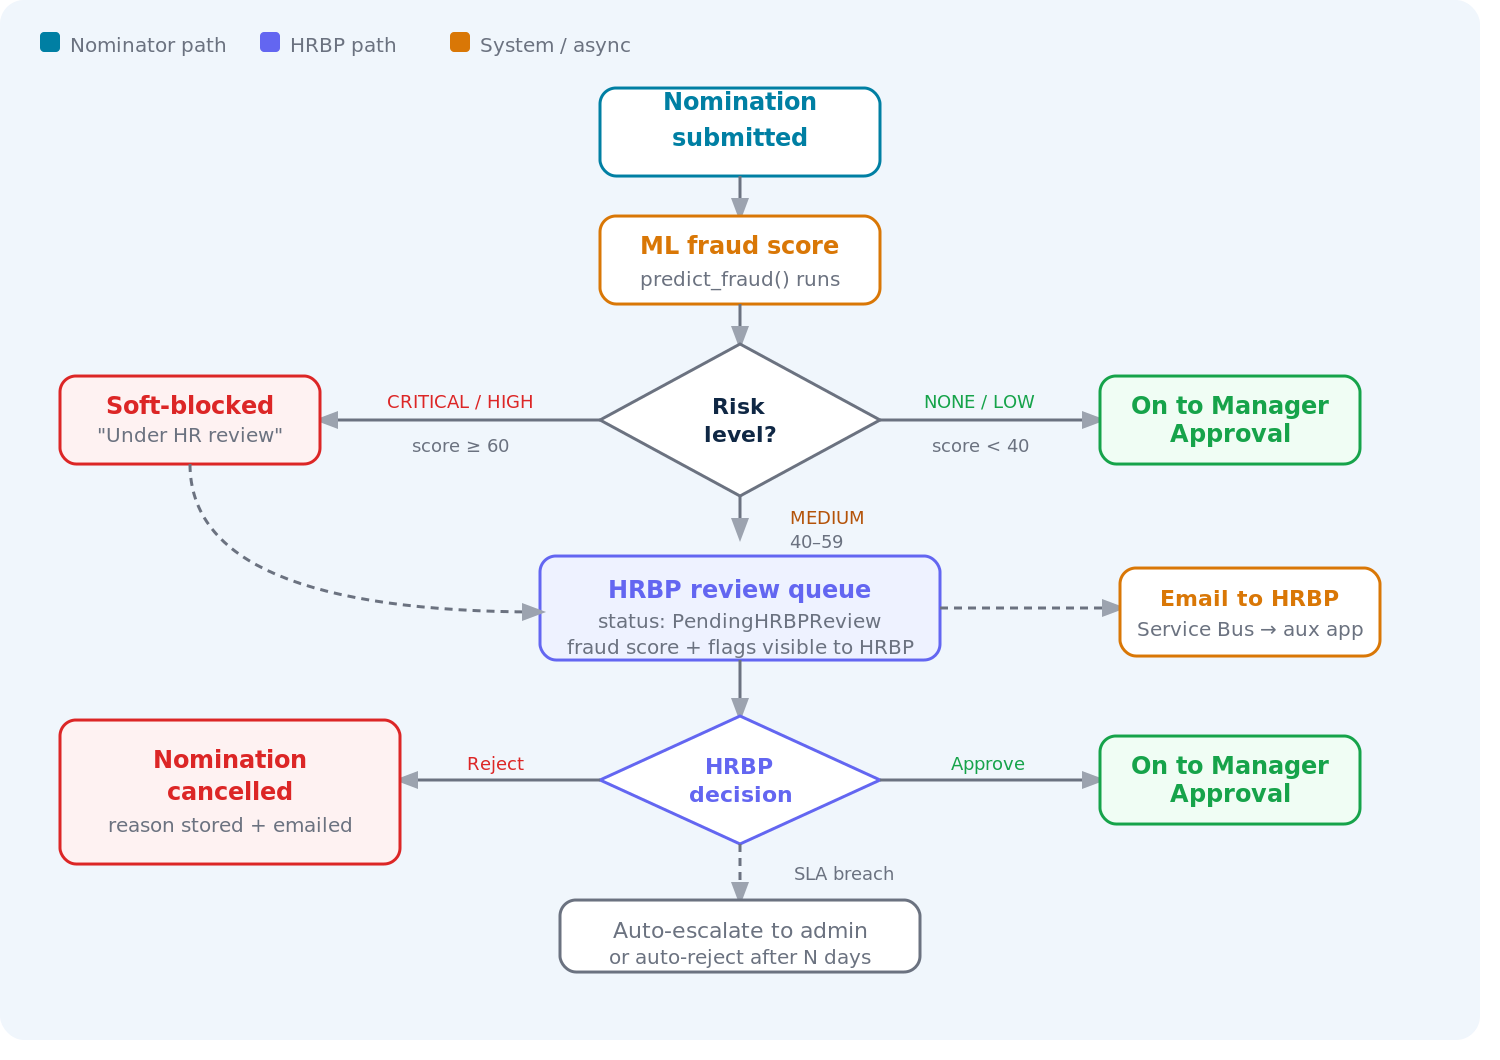 Nominator path
HRBP path
System / async
Nomination
submitted
ML fraud score
predict_fraud() runs
Risk
level?
CRITICAL / HIGH
score ≥ 60
Soft-blocked
"Under HR review"
NONE / LOW
score < 40
On to Manager
Approval
MEDIUM
40–59
HRBP review queue
status: PendingHRBPReview
fraud score + flags visible to HRBP
Email to HRBP
Service Bus → aux app
HRBP
decision
Reject
Nomination
cancelled
reason stored + emailed
Approve
On to Manager
Approval
SLA breach
Auto-escalate to admin
or auto-reject after N days